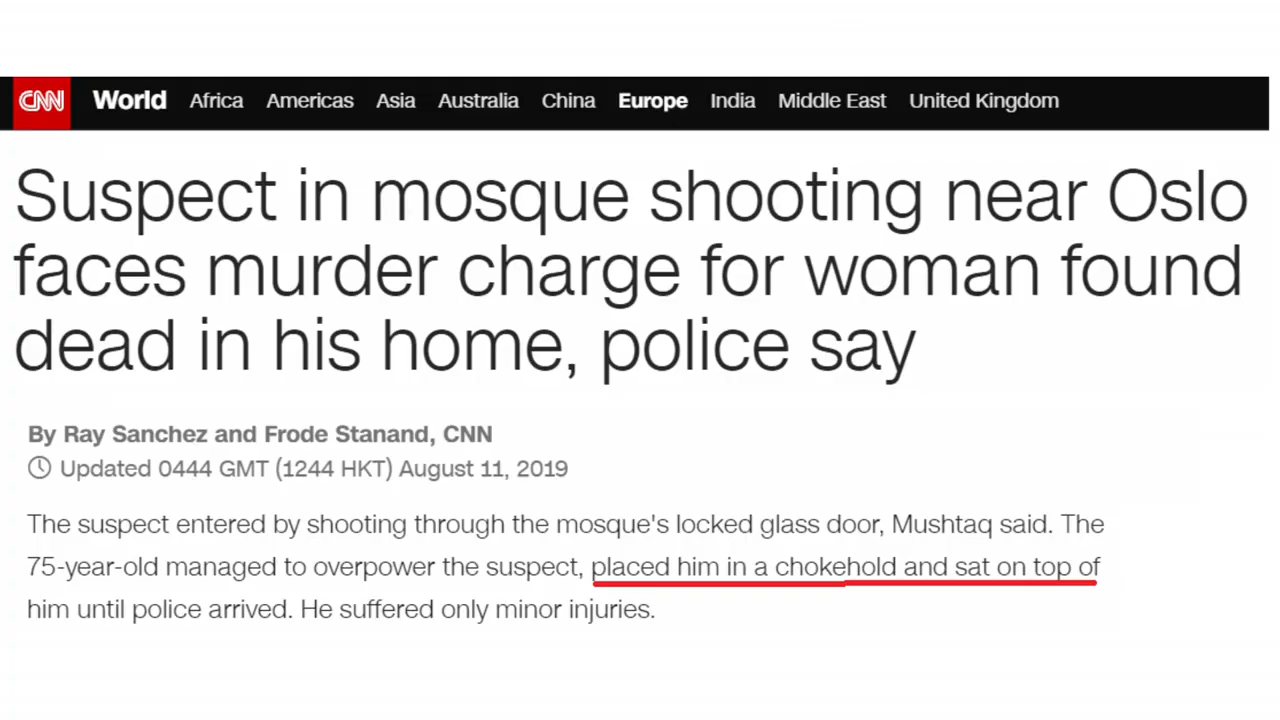 CNN World Africa Americas Asia Australia China Europe India Middle East United Kingdom
Suspect in mosque shooting near Oslo
faces murder charge for woman found
dead in his home, police say
By Ray Sanchez and Frode Stanand, CNN
Updated 0444 GMT (1244 HKT) August 11, 2019
The suspect entered by shooting through the mosque's locked glass door, Mushtaq said. The
75-year-old managed to overpower the suspect, placed him in a chokehold and sat on top of
him until police arrived. He suffered only minor injuries.